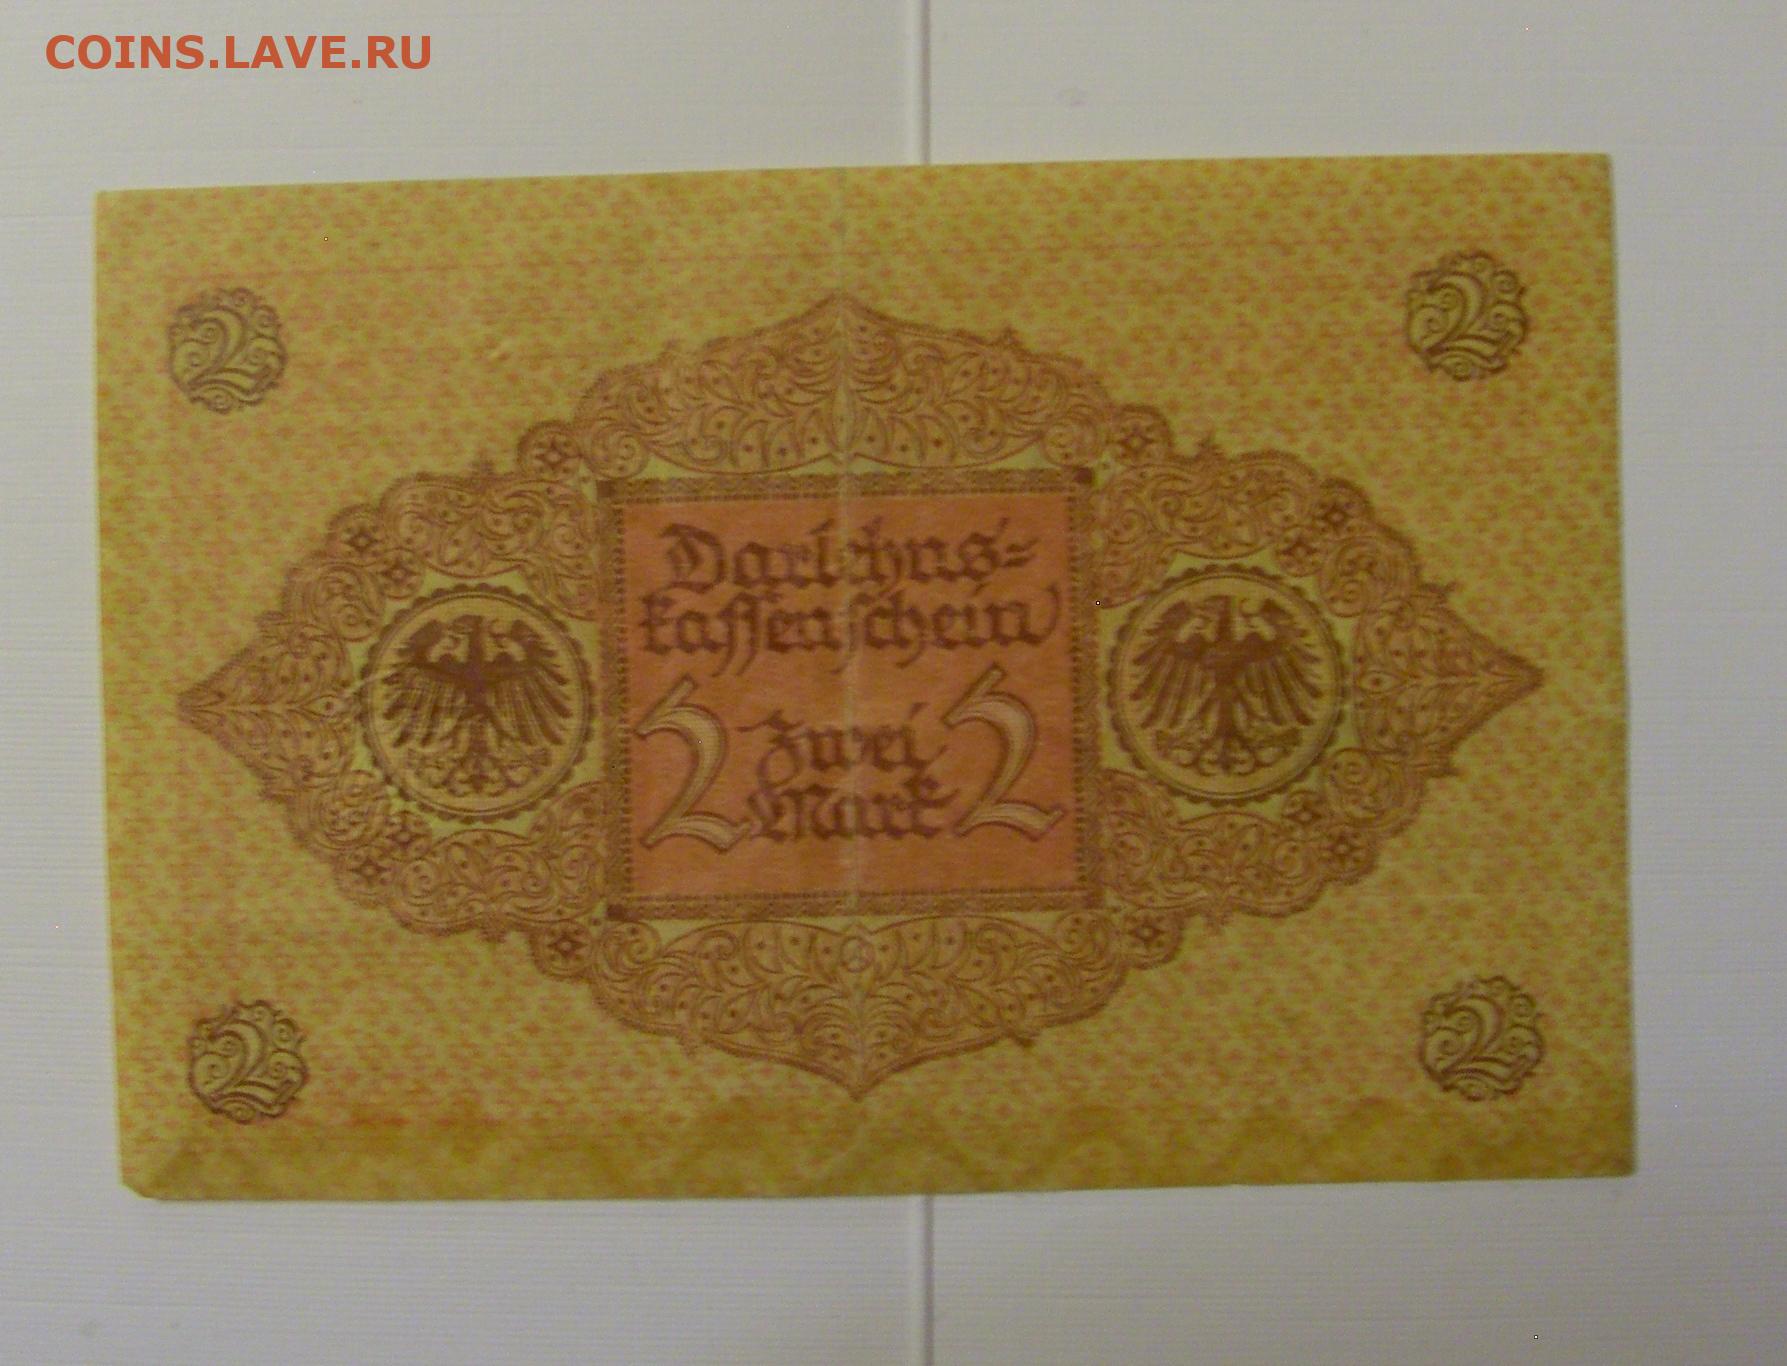 COINS.LAVE.RU
2 2
Darlehns=
kassenschein
2 Zwei 2
Mark
2 2